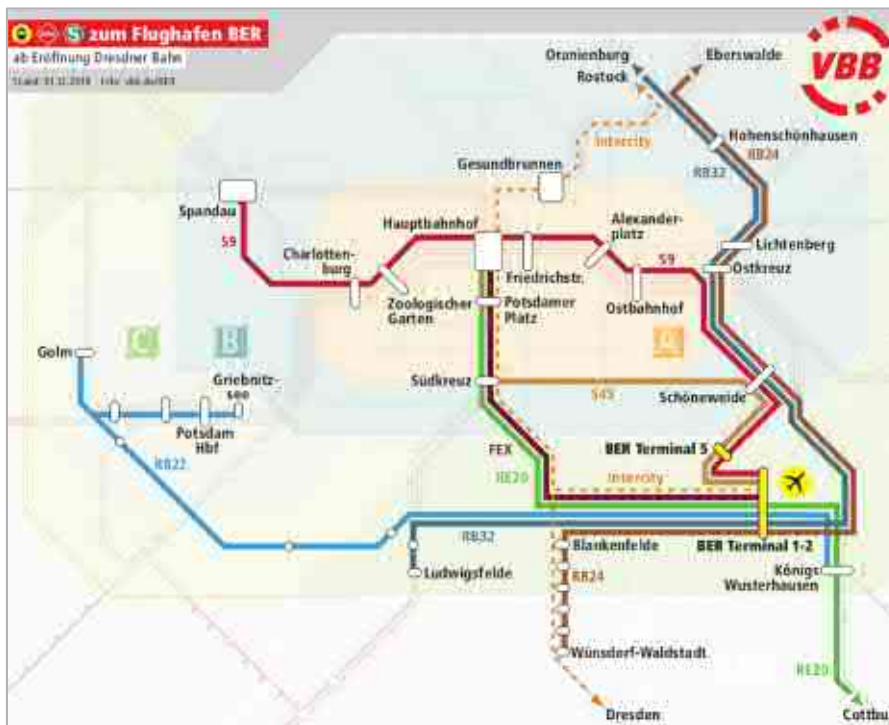 S zum Flughafen BER
ab Eröffnung Dresdner Bahn
VBB
Oranienburg
Rostock
Eberswalde
Intercity
Hohenschönhausen
RB24
RB32
Gesundbrunnen
Spandau
S9
Hauptbahnhof
Alexander-
platz
Charlotten-
burg
Friedrichstr.
S9
Lichtenberg
Ostkreuz
Zoologischer
Garten
Potsdamer
Platz
Ostbahnhof
Golm
C
B
A
Griebnitz-
see
Südkreuz
S45
Schöneweide
Potsdam
Hbf
RB22
FEX
RE20
BER Terminal 5
Intercity
RB32
Blankenfelde
BER Terminal 1-2
Ludwigsfelde
RB24
Königs
Wusterhausen
Wünsdorf-Waldstadt
RE20
Dresden
Cottbu